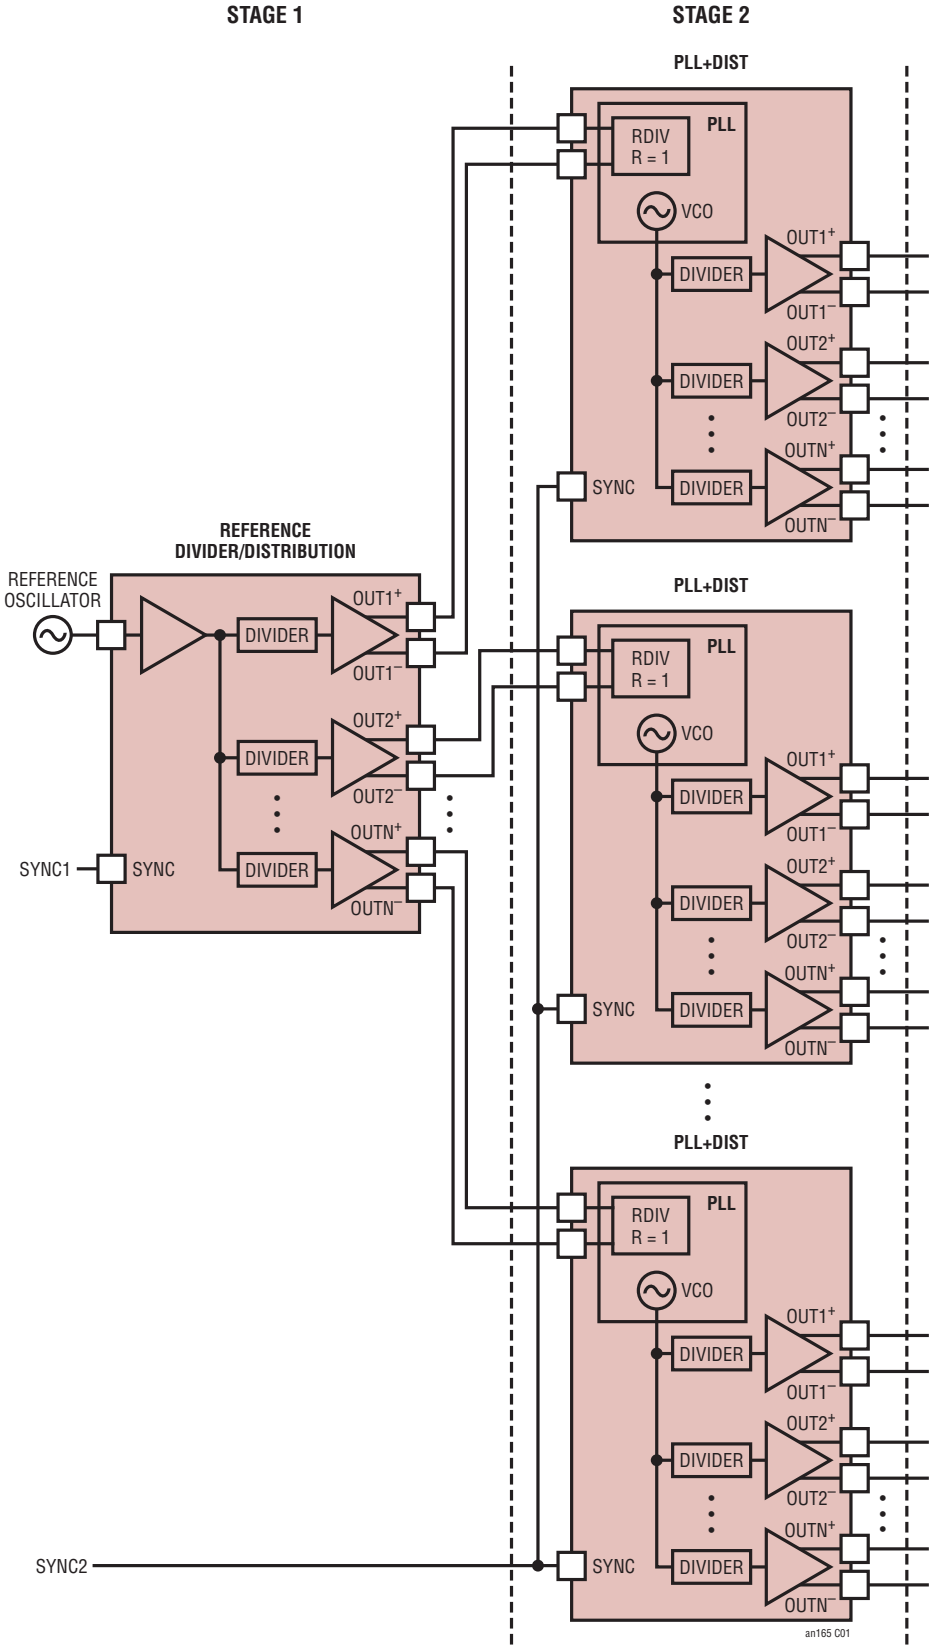 STAGE 1
STAGE 2
PLL+DIST
PLL
RDIV
R = 1
VCO
OUT1+
DIVIDER
OUT1–
OUT2+
DIVIDER
OUT2–
OUTN+
SYNC
DIVIDER
OUTN–
REFERENCE
DIVIDER/DISTRIBUTION
REFERENCE
OSCILLATOR
OUT1+
DIVIDER
OUT1–
OUT2+
DIVIDER
OUT2–
OUTN+
SYNC1
SYNC
DIVIDER
OUTN–
PLL+DIST
PLL
RDIV
R = 1
VCO
OUT1+
DIVIDER
OUT1–
OUT2+
DIVIDER
OUT2–
OUTN+
SYNC
DIVIDER
OUTN–
PLL+DIST
PLL
RDIV
R = 1
VCO
OUT1+
DIVIDER
OUT1–
OUT2+
DIVIDER
OUT2–
OUTN+
SYNC2
SYNC
DIVIDER
OUTN–
an165 C01